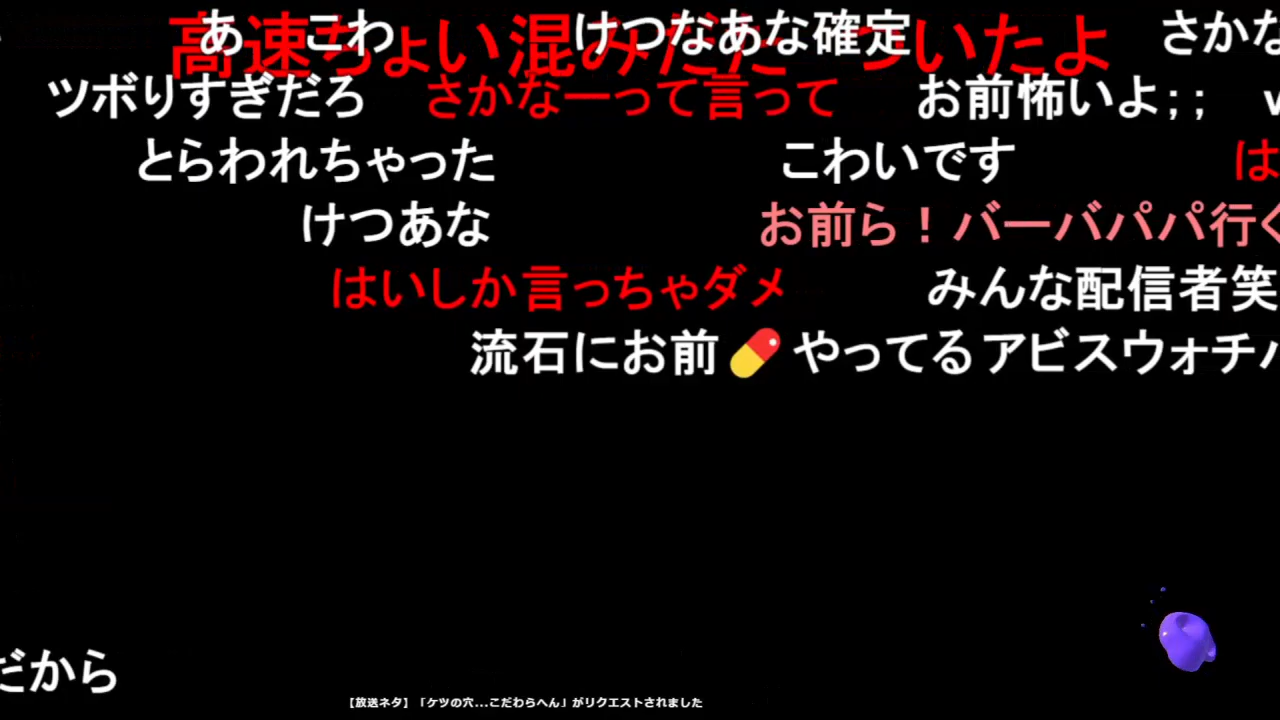 高速ちょい混みだた ついたよ
あ こわ けつなあな確定 さかな
ツボりすぎだろ さかなーって言って お前怖いよ; ;
とらわれちゃった こわいです は
けつあな お前ら！バーバパパ行く
はいしか言っちゃダメ みんな配信者笑
流石にお前💊やってる アビスウォチパ
だから
【放送ネタ】「ケツの穴...こだわらへん」がリクエストされました